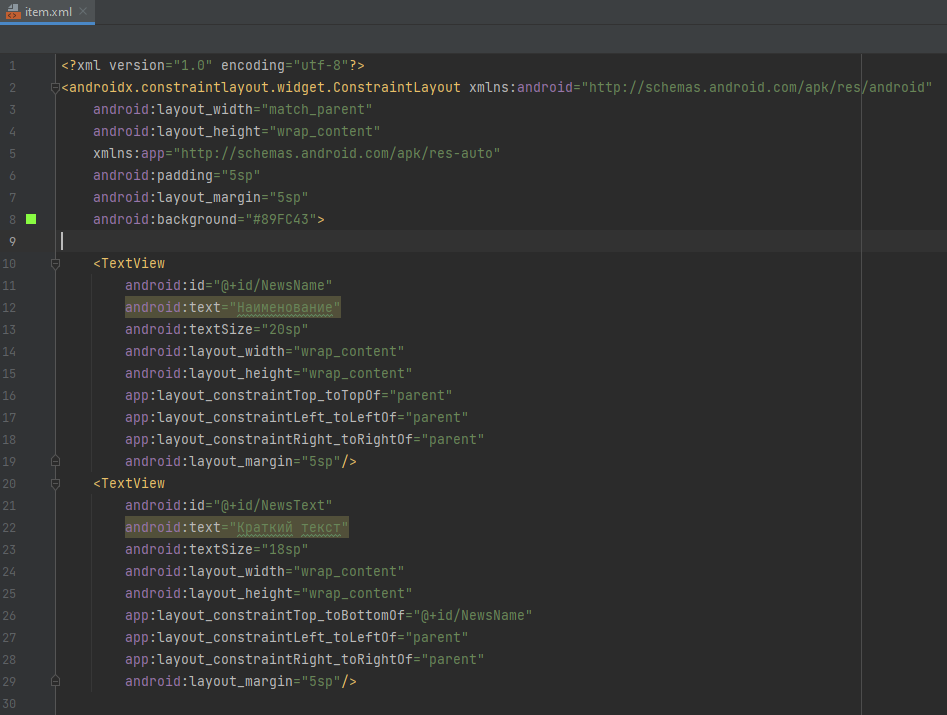 item.xml
1 <?xml version="1.0" encoding="utf-8"?>
2 <androidx.constraintlayout.widget.ConstraintLayout xmlns:android="http://schemas.android.com/apk/res/android"
3 android:layout_width="match_parent"
4 android:layout_height="wrap_content"
5 xmlns:app="http://schemas.android.com/apk/res-auto"
6 android:padding="5sp"
7 android:layout_margin="5sp"
8 android:background="#89FC43">
9
10 <TextView
11 android:id="@+id/NewsName"
12 android:text="Наименование"
13 android:textSize="20sp"
14 android:layout_width="wrap_content"
15 android:layout_height="wrap_content"
16 app:layout_constraintTop_toTopOf="parent"
17 app:layout_constraintLeft_toLeftOf="parent"
18 app:layout_constraintRight_toRightOf="parent"
19 android:layout_margin="5sp"/>
20 <TextView
21 android:id="@+id/NewsText"
22 android:text="Краткий текст"
23 android:textSize="18sp"
24 android:layout_width="wrap_content"
25 android:layout_height="wrap_content"
26 app:layout_constraintTop_toBottomOf="@+id/NewsName"
27 app:layout_constraintLeft_toLeftOf="parent"
28 app:layout_constraintRight_toRightOf="parent"
29 android:layout_margin="5sp"/>
30